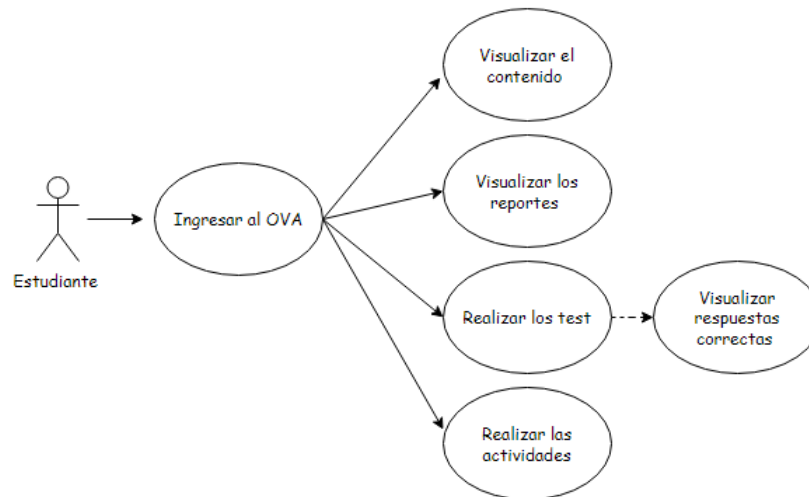 Visualizar el
contenido
Visualizar los
reportes
Ingresar al OVA
Estudiante
Realizar los test
Visualizar
respuestas
correctas
Realizar las
actividades